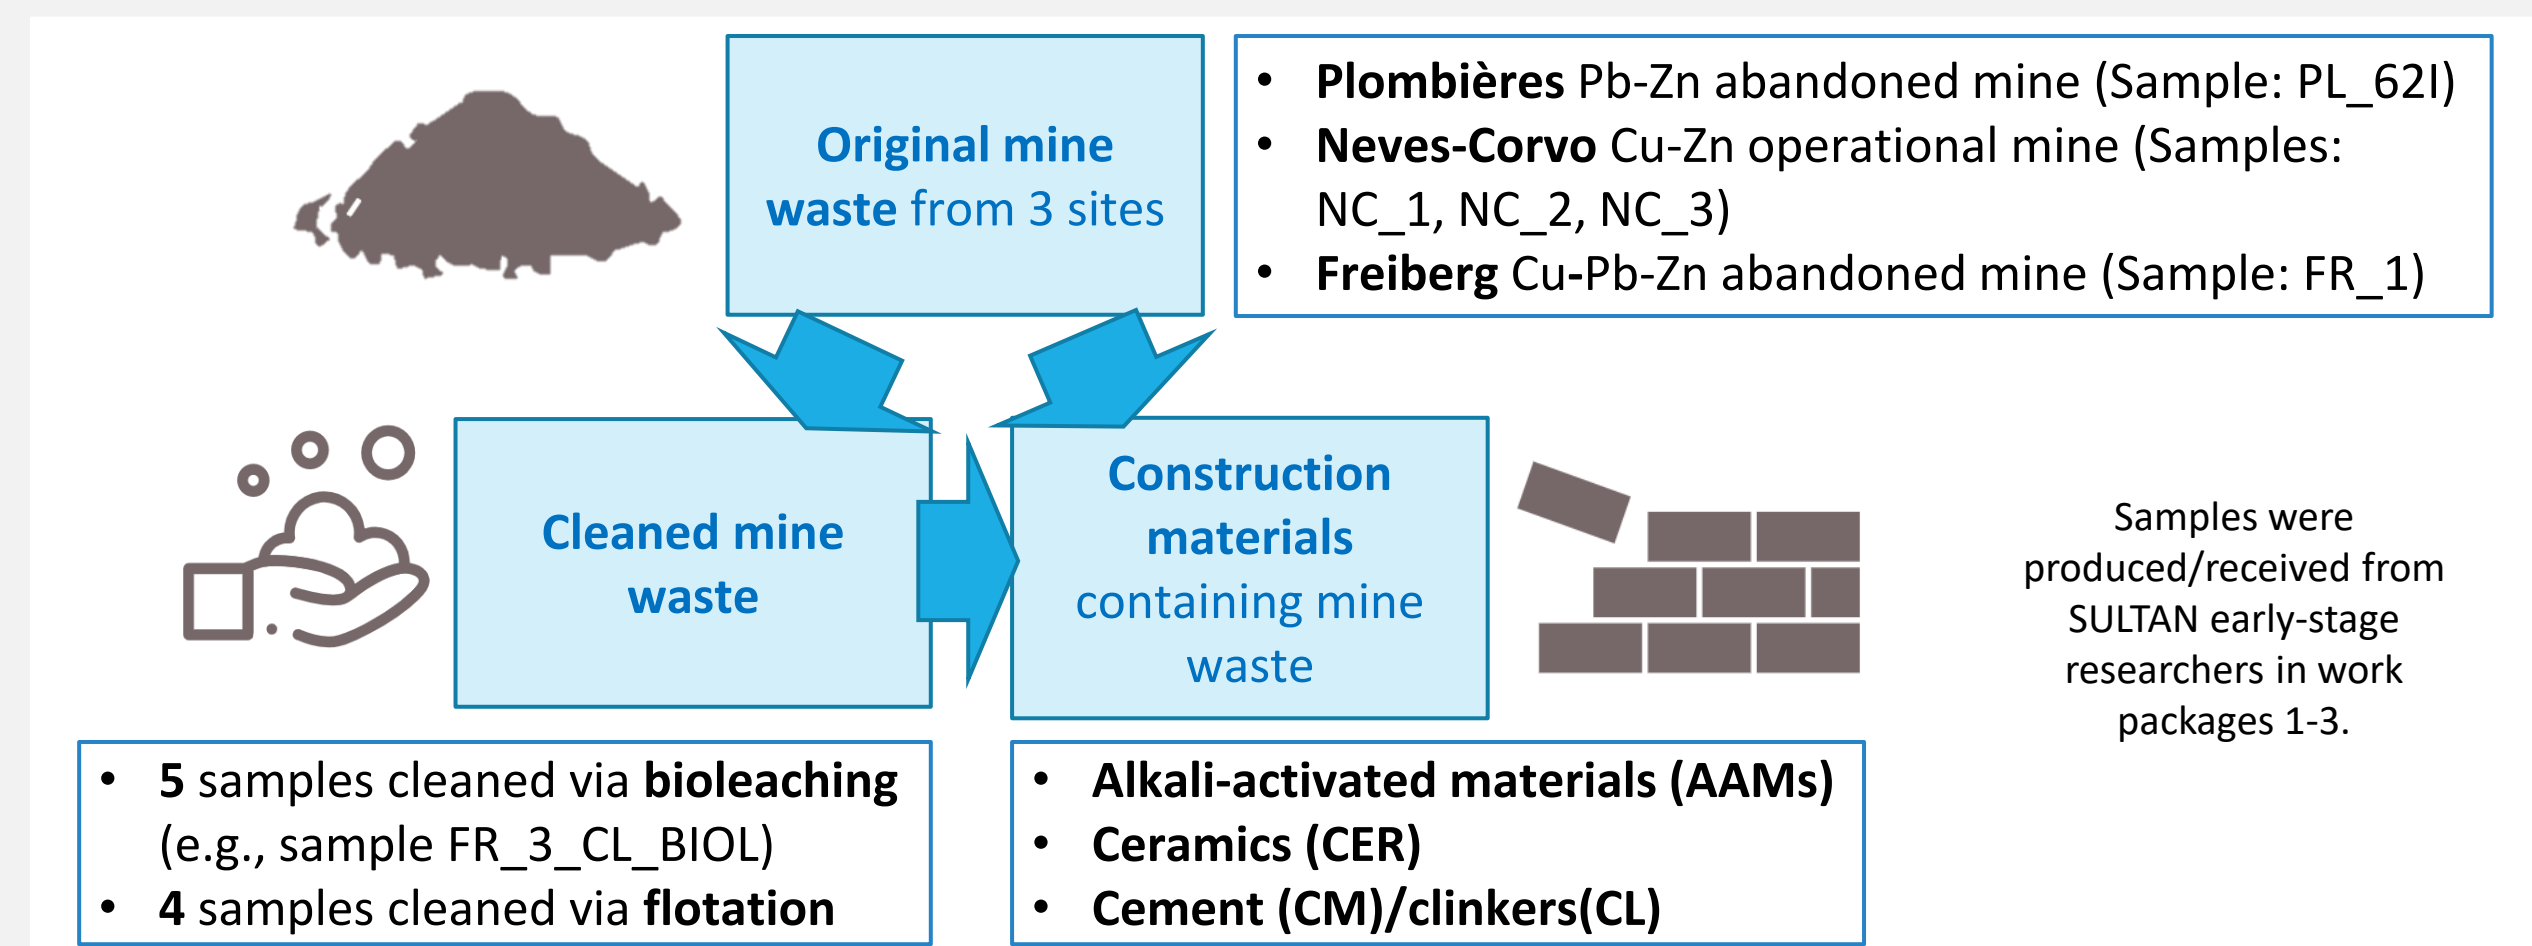 Original mine
waste from 3 sites
• Plombières Pb-Zn abandoned mine (Sample: PL_62I)
• Neves-Corvo Cu-Zn operational mine (Samples:
NC_1, NC_2, NC_3)
• Freiberg Cu-Pb-Zn abandoned mine (Sample: FR_1)
Cleaned mine
waste
Construction
materials
containing mine
waste
Samples were
produced/received from
SULTAN early-stage
researchers in work
packages 1-3.
• 5 samples cleaned via bioleaching
(e.g., sample FR_3_CL_BIOL)
• 4 samples cleaned via flotation
• Alkali-activated materials (AAMs)
• Ceramics (CER)
• Cement (CM)/clinkers(CL)